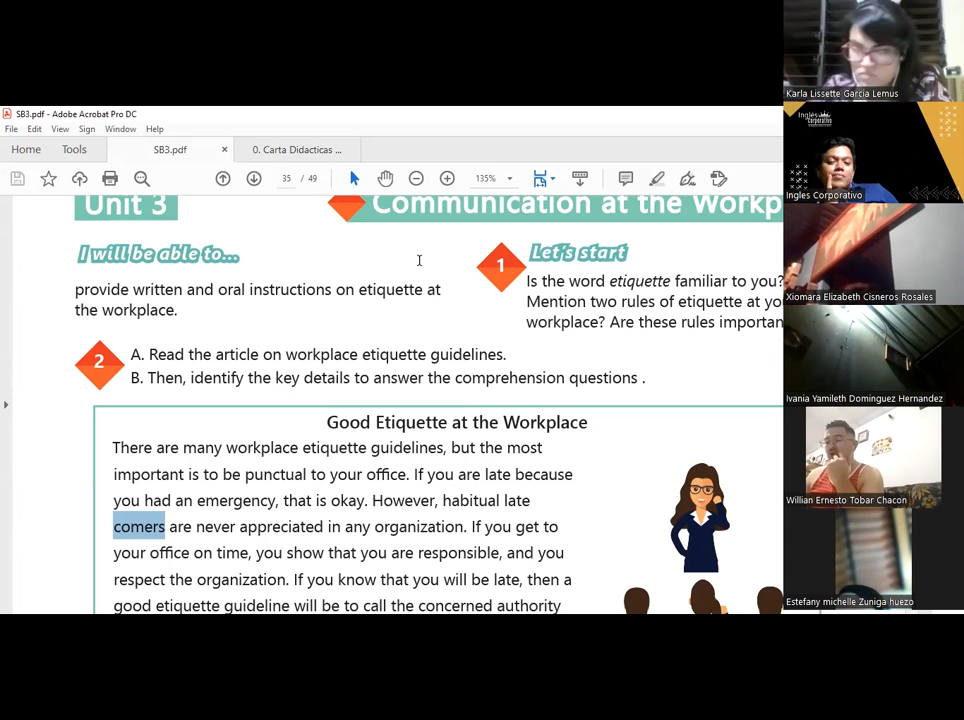 SB3.pdf - Adobe Acrobat Pro DC
File Edit View Sign Window Help
Home Tools SB3.pdf × 0. Carta Didacticas ...
35 / 49 135%
Unit 3
Communication at the Workp
I will be able to...
provide written and oral instructions on etiquette at
the workplace.
1
Let's start
Is the word etiquette familiar to you?
Mention two rules of etiquette at yo
workplace? Are these rules importan
2
A. Read the article on workplace etiquette guidelines.
B. Then, identify the key details to answer the comprehension questions .
Good Etiquette at the Workplace
There are many workplace etiquette guidelines, but the most
important is to be punctual to your office. If you are late because
you had an emergency, that is okay. However, habitual late
comers are never appreciated in any organization. If you get to
your office on time, you show that you are responsible, and you
respect the organization. If you know that you will be late, then a
good etiquette guideline will be to call the concerned authority
Karla Lissette Garcia Lemus
Inglés
Corporativo
Ingles Corporativo
Xiomara Elizabeth Cisneros Rosales
Ivania Yamileth Dominguez Hernandez
Willian Ernesto Tobar Chacon
Estefany michelle Zuniga huezo